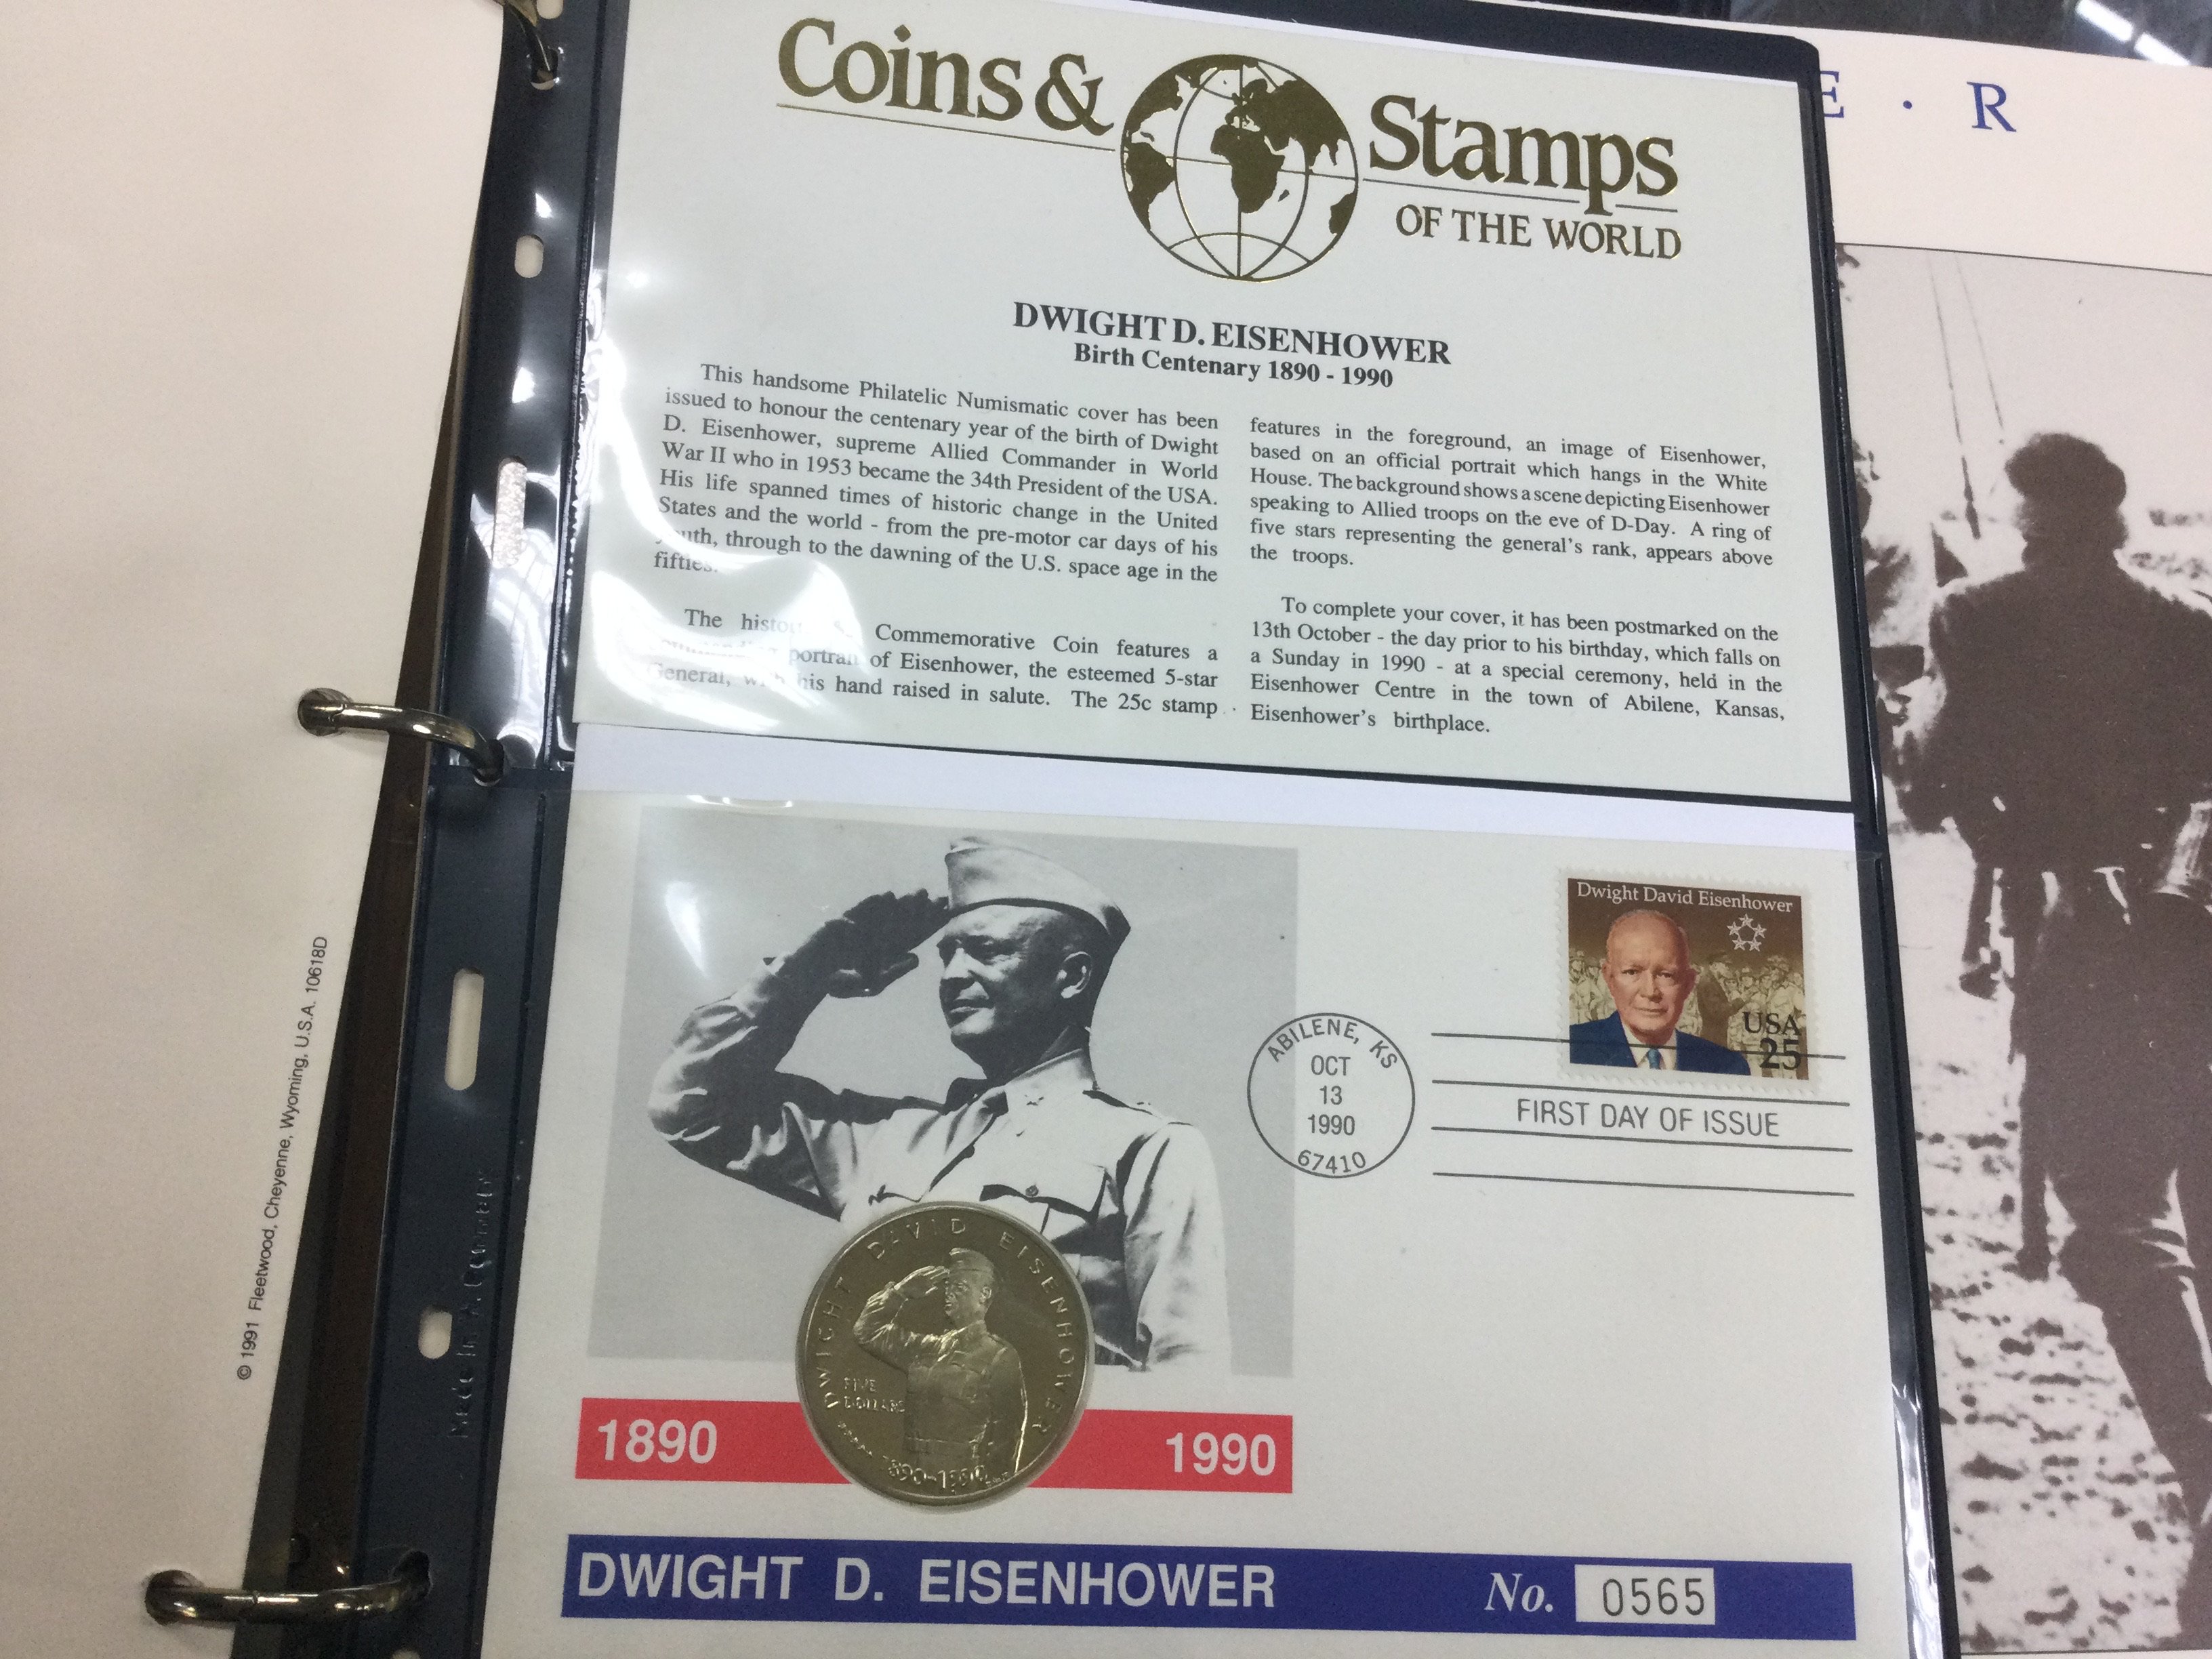 Coins & Stamps
OF THE WORLD
DWIGHT D. EISENHOWER
Birth Centenary 1890 - 1990
This handsome Philatelic Numismatic cover has been
issued to honour the centenary year of the birth of Dwight
D. Eisenhower, supreme Allied Commander in World
War II who in 1953 became the 34th President of the USA.
His life spanned times of historic change in the United
States and the world - from the pre-motor car days of his
youth, through to the dawning of the U.S. space age in the
fifties.
The Commemorative Coin features a
portrait of Eisenhower, the esteemed 5-star
General, with his hand raised in salute. The 25c stamp
features in the foreground, an image of Eisenhower,
based on an official portrait which hangs in the White
House. The background shows a scene depicting Eisenhower
speaking to Allied troops on the eve of D-Day. A ring of
five stars representing the general's rank, appears above
the troops.
To complete your cover, it has been postmarked on the
13th October - the day prior to his birthday, which falls on
a Sunday in 1990 - at a special ceremony, held in the
Eisenhower Centre in the town of Abilene, Kansas,
Eisenhower's birthplace.
E · R
Dwight David Eisenhower
USA
25
ABILENE, KS
OCT
13
1990
67410
FIRST DAY OF ISSUE
DWIGHT DAVID EISENHOWER
FIVE
DOLLARS
1890-1990
1890
1990
DWIGHT D. EISENHOWER No. 0565
© 1991 Fleetwood, Cheyenne, Wyoming, U.S.A. 10618D
Made in